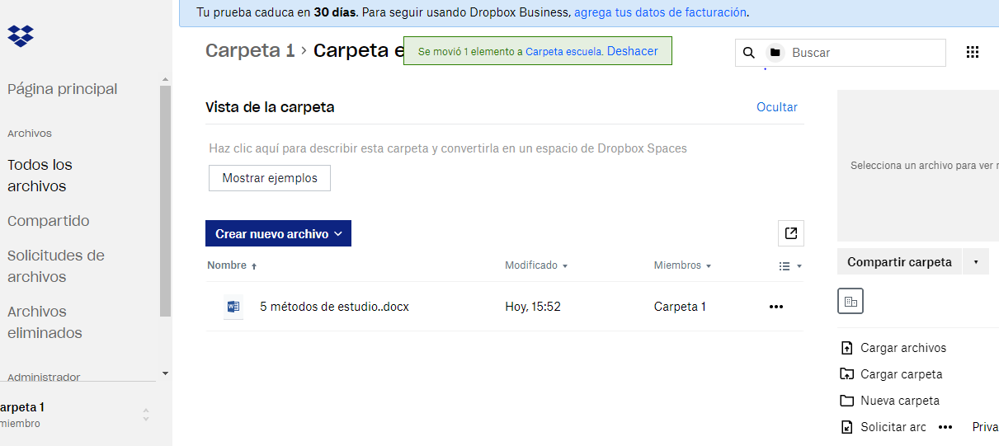 Tu prueba caduca en 30 días. Para seguir usando Dropbox Business, agrega tus datos de facturación.
Carpeta 1 › Carpeta e
Se movió 1 elemento a Carpeta escuela. Deshacer
Buscar
Página principal
Archivos
Todos los
archivos
Compartido
Solicitudes de
archivos
Archivos
eliminados
Administrador
arpeta 1
miembro
Vista de la carpeta
Ocultar
Haz clic aquí para describir esta carpeta y convertirla en un espacio de Dropbox Spaces
Mostrar ejemplos
Crear nuevo archivo
Nombre Modificado Miembros
5 métodos de estudio..docx Hoy, 15:52 Carpeta 1
Selecciona un archivo para ver
Compartir carpeta
Cargar archivos
Cargar carpeta
Nueva carpeta
Solicitar arc
Priva